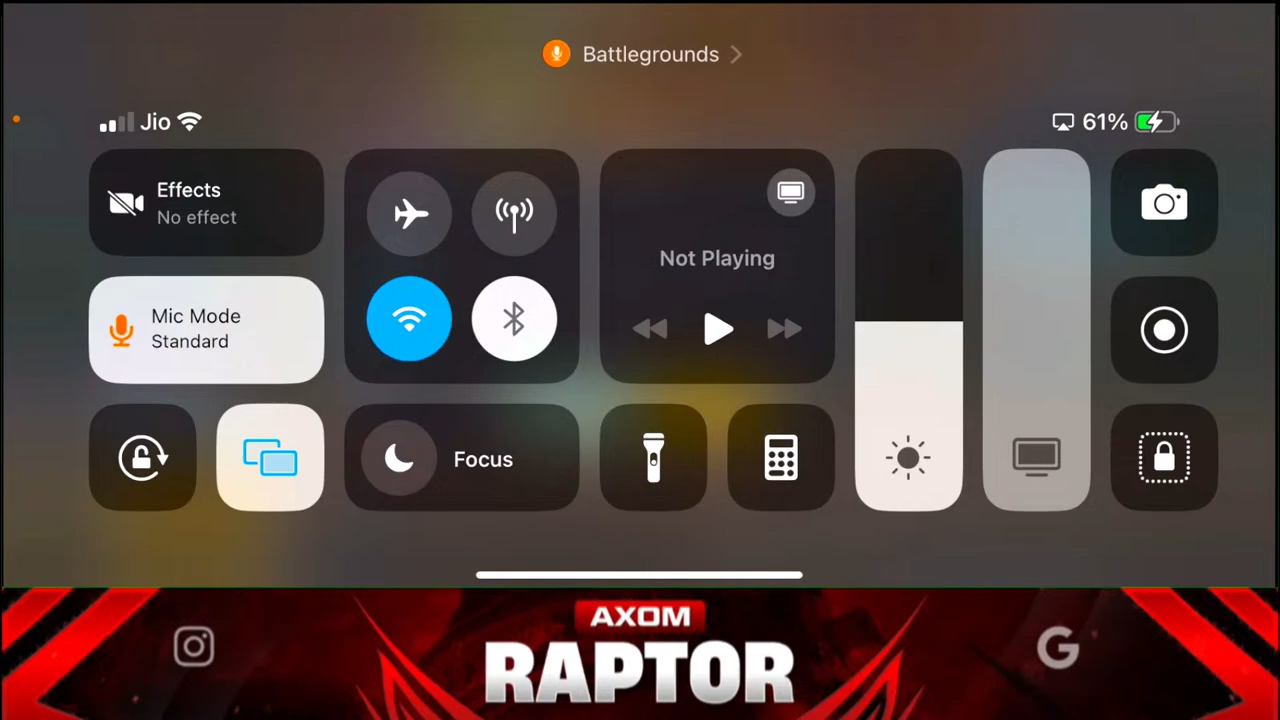 Battlegrounds
Jio
61%
Effects
No effect
Not Playing
Mic Mode
Standard
Focus
AXOM
RAPTOR
G